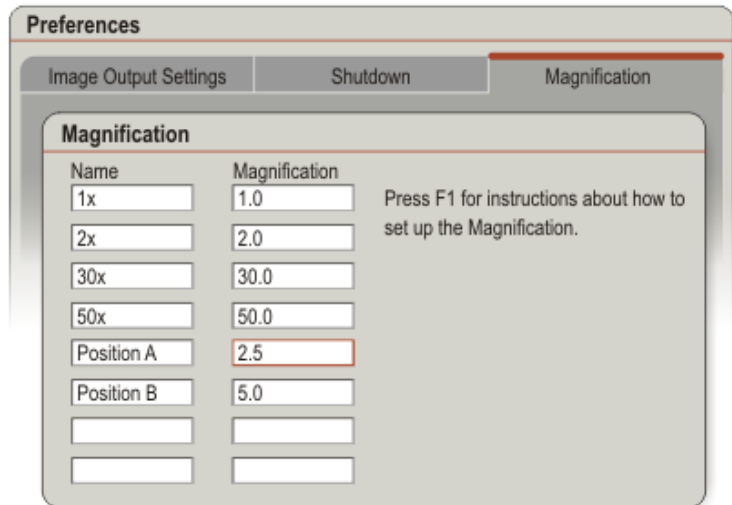 Preferences
Image Output Settings Shutdown Magnification
Magnification
Name Magnification
1x 1.0
2x 2.0
30x 30.0
50x 50.0
Position A 2.5
Position B 5.0
Press F1 for instructions about how to
set up the Magnification.